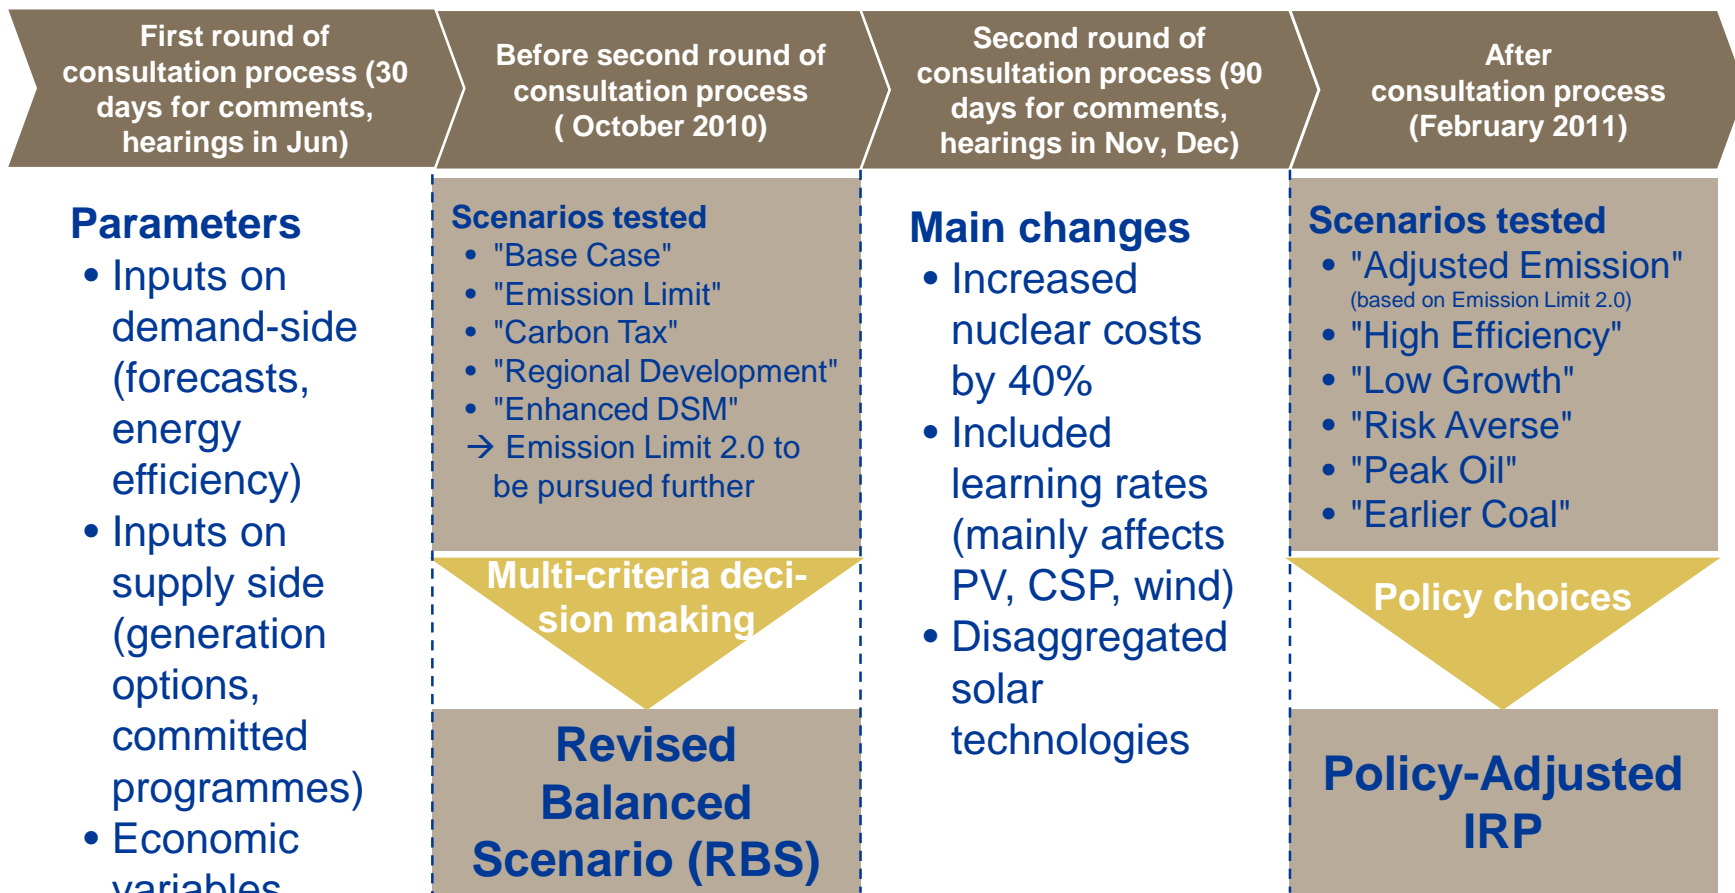 First round of
consultation process (30
days for comments,
hearings in Jun)
Before second round of
consultation process
( October 2010)
Second round of
consultation process (90
days for comments,
hearings in Nov, Dec)
After
consultation process
(February 2011)
Parameters
• Inputs on
demand-side
(forecasts,
energy
efficiency)
• Inputs on
supply side
(generation
options,
committed
programmes)
• Economic
variables
Scenarios tested
• "Base Case"
• "Emission Limit"
• "Carbon Tax"
• "Regional Development"
• "Enhanced DSM"
→ Emission Limit 2.0 to
be pursued further
Multi-criteria deci-
sion making
Revised
Balanced
Scenario (RBS)
Main changes
• Increased
nuclear costs
by 40%
• Included
learning rates
(mainly affects
PV, CSP, wind)
• Disaggregated
solar
technologies
Scenarios tested
• "Adjusted Emission"
(based on Emission Limit 2.0)
• "High Efficiency"
• "Low Growth"
• "Risk Averse"
• "Peak Oil"
• "Earlier Coal"
Policy choices
Policy-Adjusted
IRP